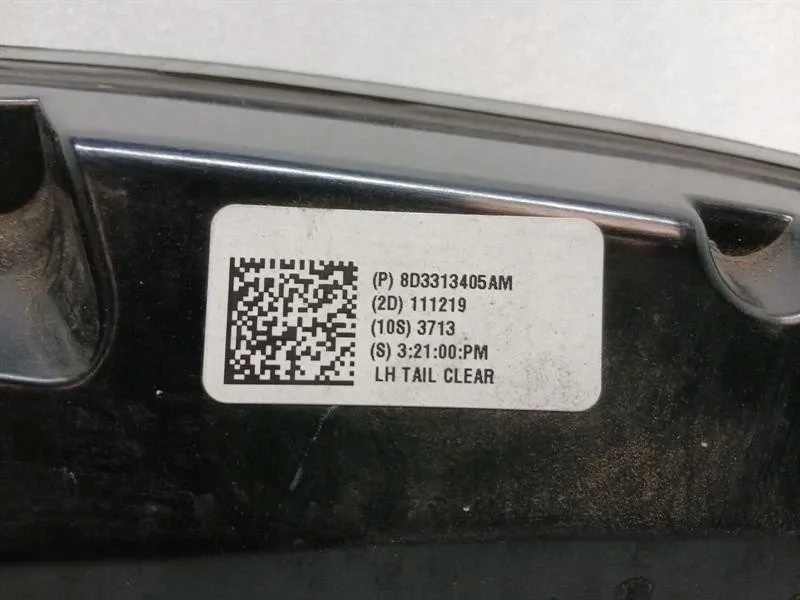 (P) 8D3313405AM
(2D) 111219
(10S) 3713
(S) 3:21:00:PM
LH TAIL CLEAR